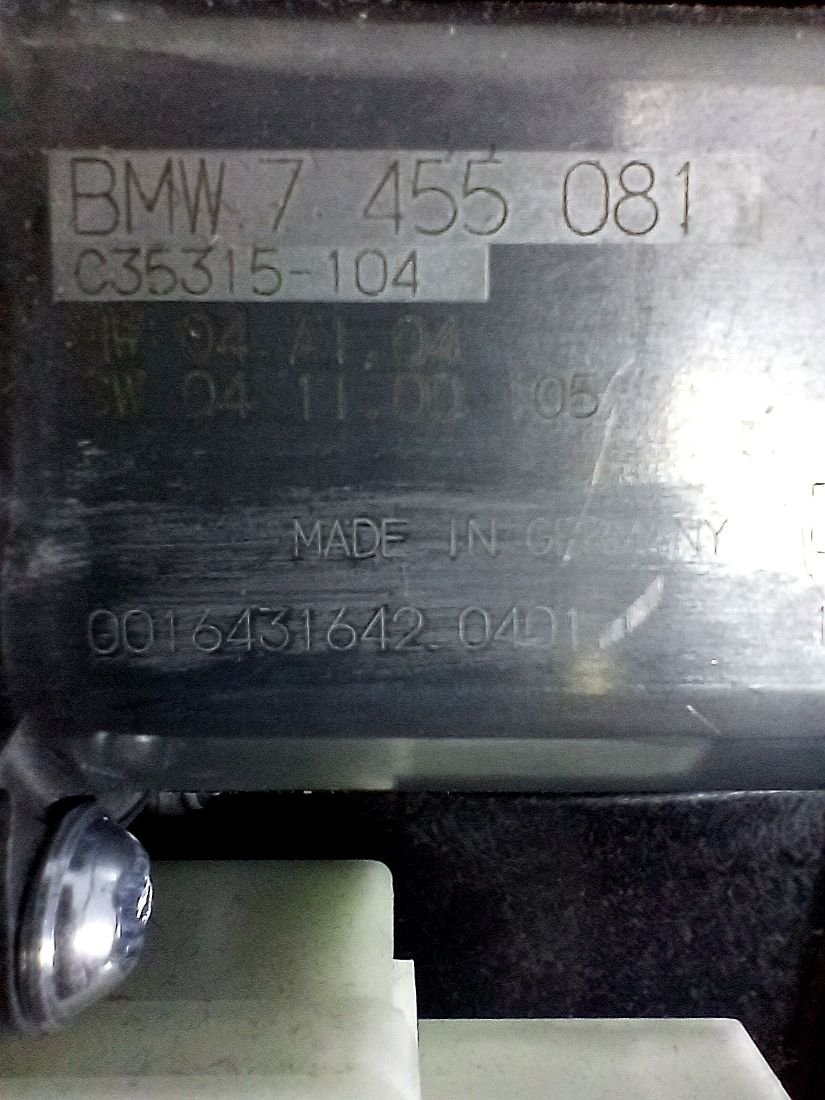 BMW 7 455 081
C35315-104
HW 04.A1.04
SW 04.11.00 105
MADE IN GERMANY
0016431642 0401